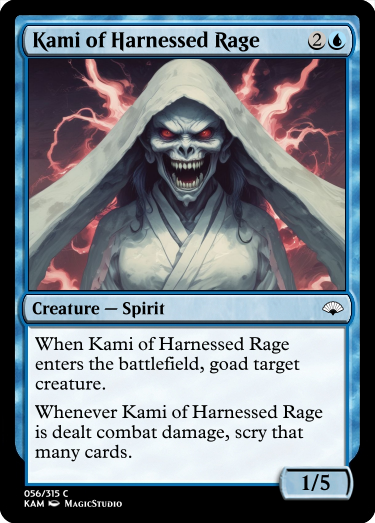 Kami of Harnessed Rage 2
Creature — Spirit
When Kami of Harnessed Rage
enters the battlefield, goad target
creature.
Whenever Kami of Harnessed Rage
is dealt combat damage, scry that
many cards.
1/5
056/315 C
KAM MagicStudio